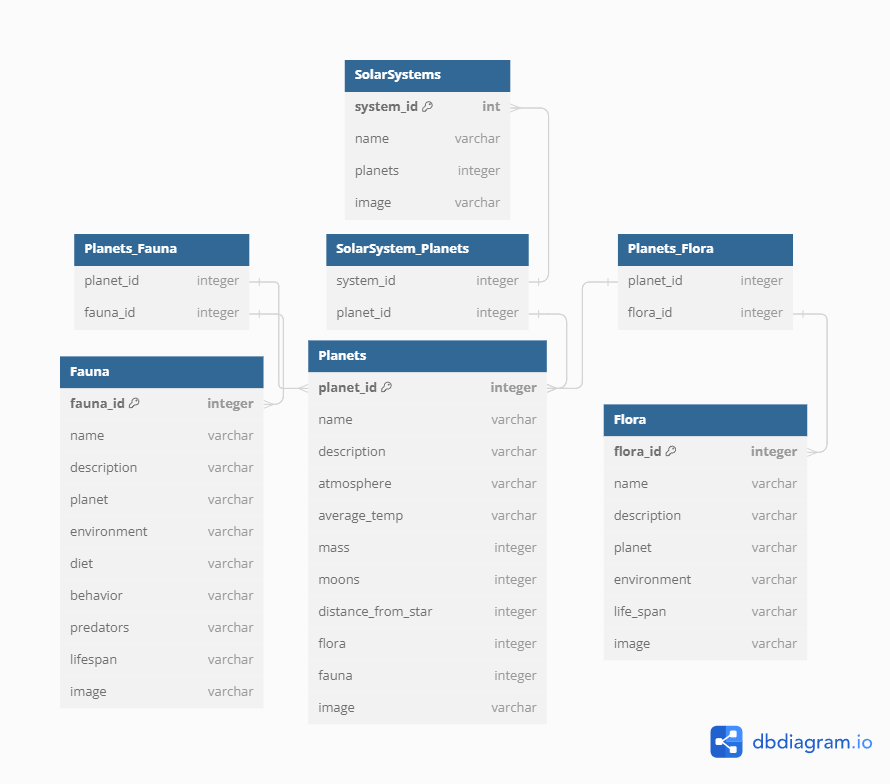 SolarSystems
system_id int
name varchar
planets integer
image varchar
Planets_Fauna
planet_id integer
fauna_id integer
SolarSystem_Planets
system_id integer
planet_id integer
Planets_Flora
planet_id integer
flora_id integer
Fauna
fauna_id integer
name varchar
description varchar
planet varchar
environment varchar
diet varchar
behavior varchar
predators varchar
lifespan varchar
image varchar
Planets
planet_id integer
name varchar
description varchar
atmosphere varchar
average_temp varchar
mass integer
moons integer
distance_from_star integer
flora integer
fauna integer
image varchar
Flora
flora_id integer
name varchar
description varchar
planet varchar
environment varchar
life_span varchar
image varchar
dbdiagram.io